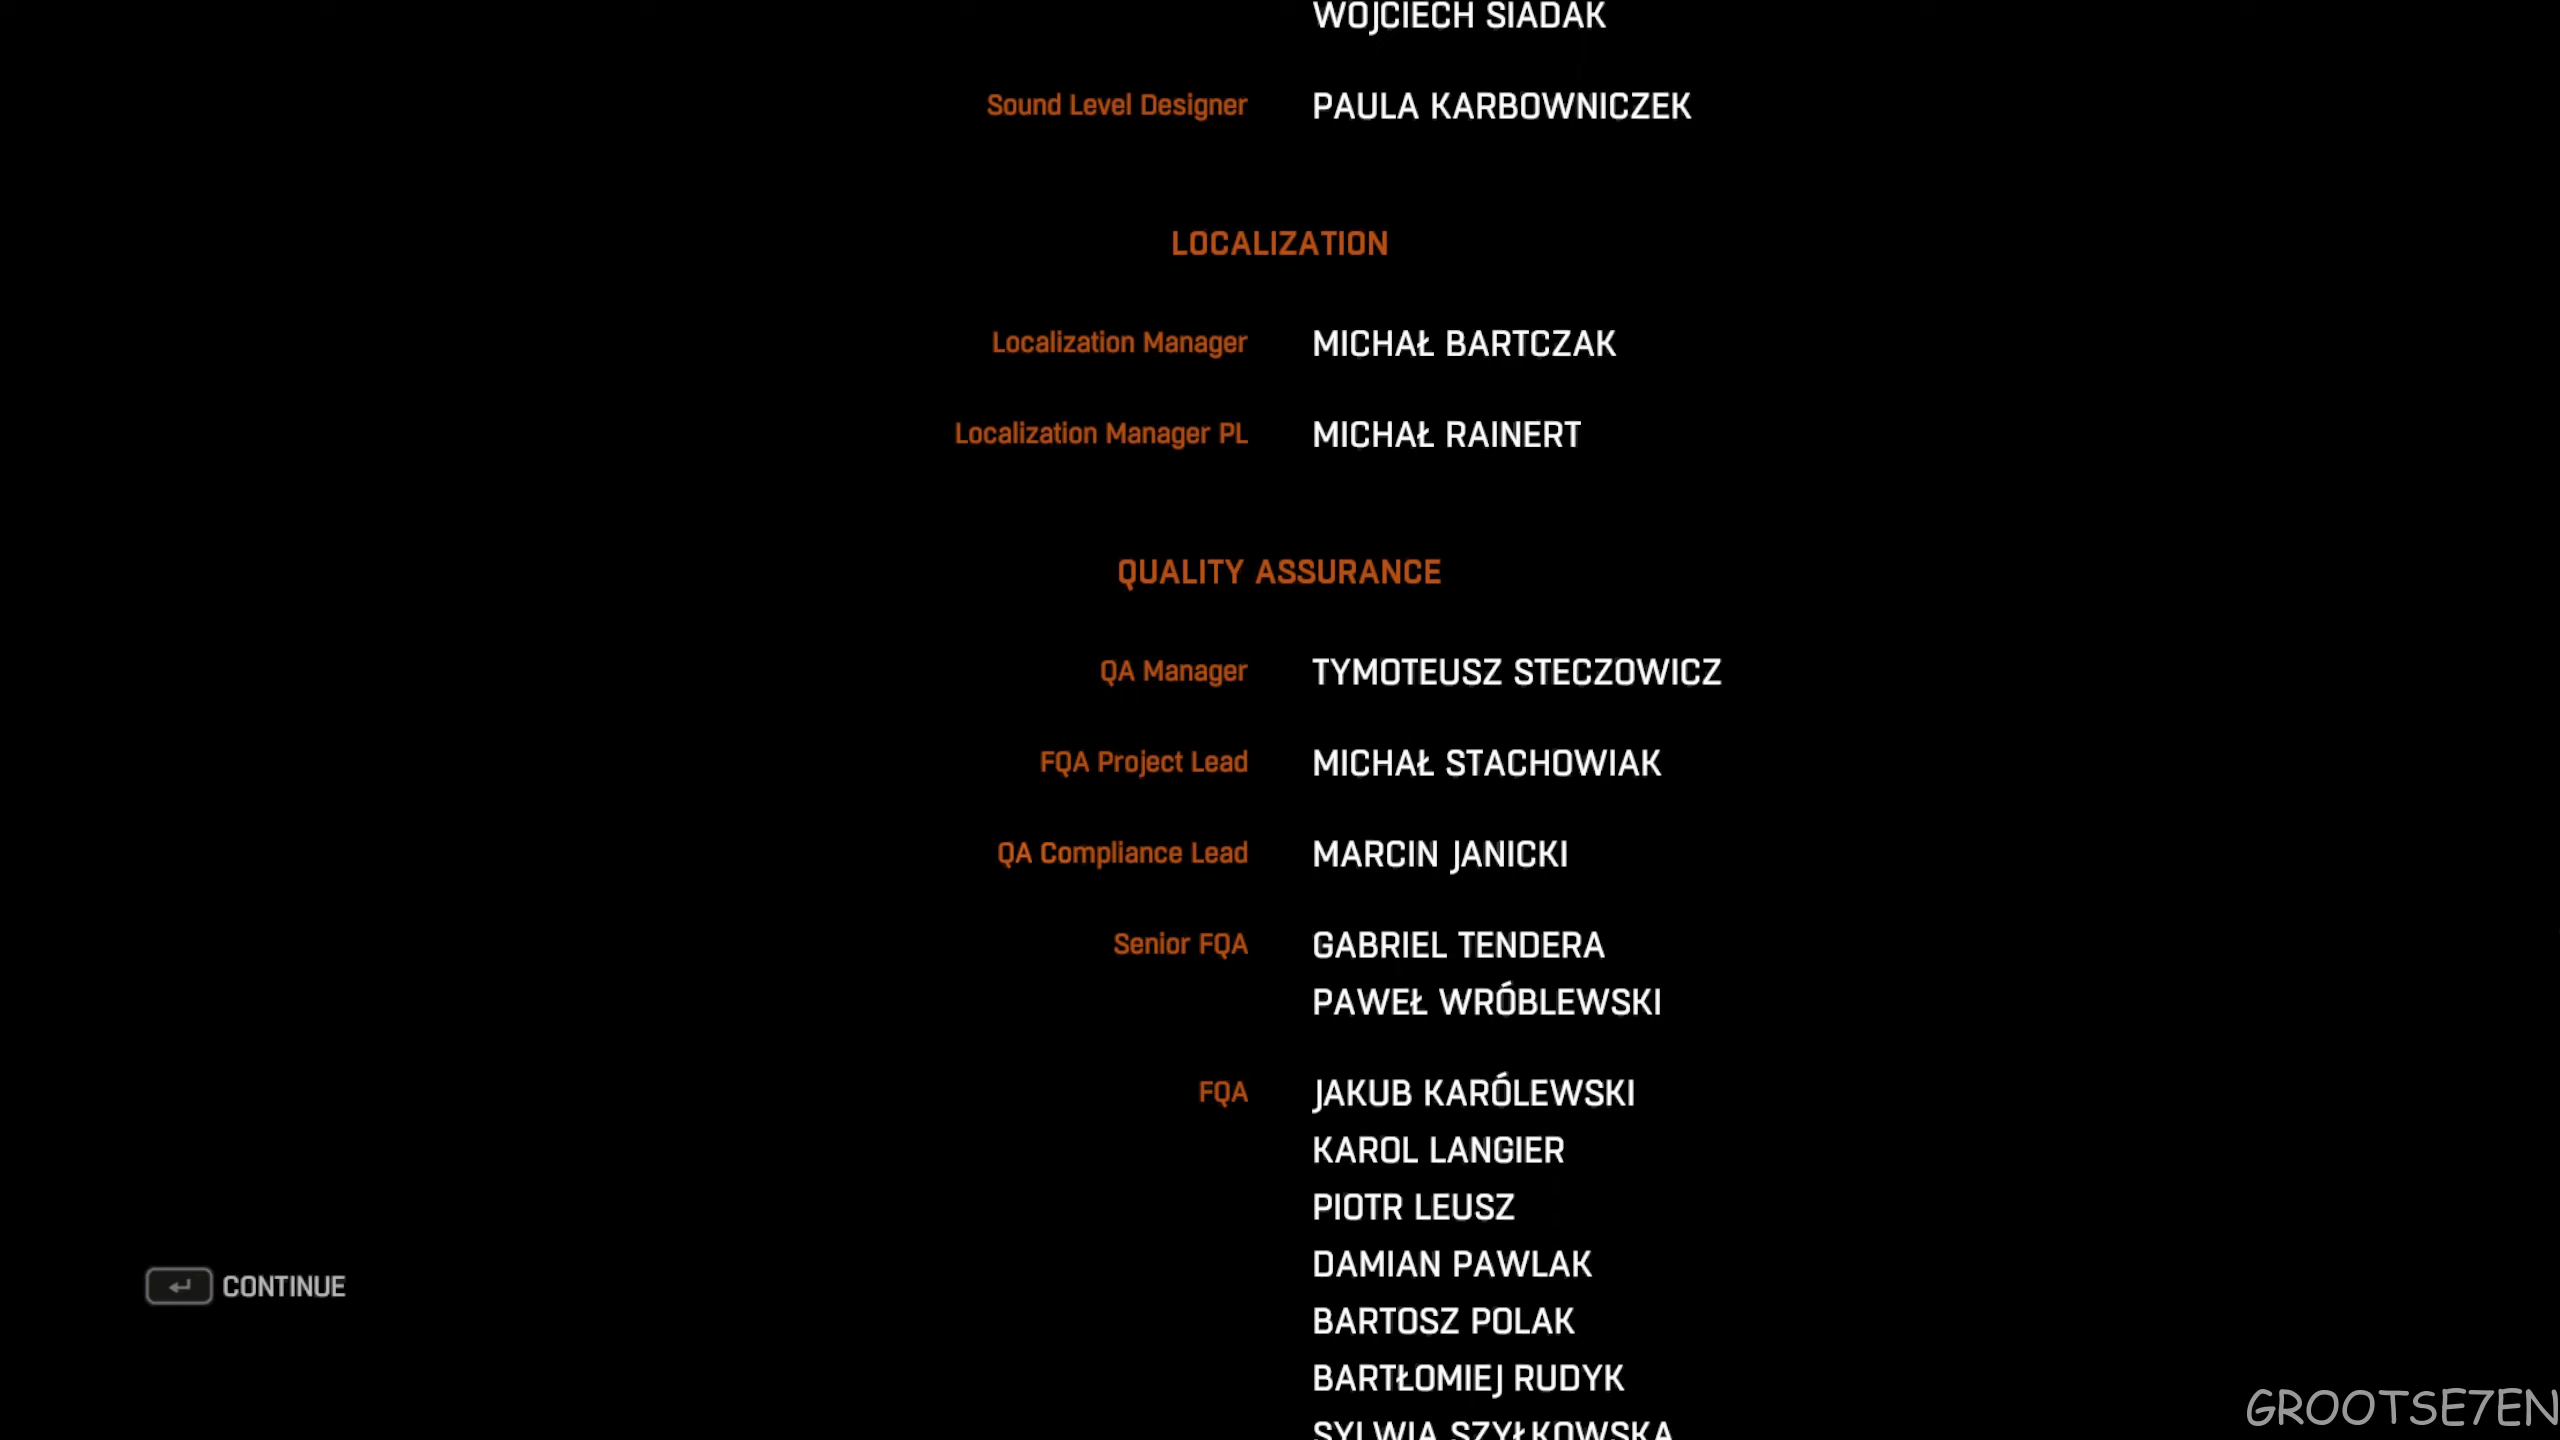 WOJCIECH SIADAK
Sound Level Designer PAULA KARBOWNICZEK
LOCALIZATION
Localization Manager MICHAŁ BARTCZAK
Localization Manager PL MICHAŁ RAINERT
QUALITY ASSURANCE
QA Manager TYMOTEUSZ STECZOWICZ
FQA Project Lead MICHAŁ STACHOWIAK
QA Compliance Lead MARCIN JANICKI
Senior FQA GABRIEL TENDERA
PAWEŁ WRÓBLEWSKI
FQA JAKUB KARÓLEWSKI
KAROL LANGIER
PIOTR LEUSZ
DAMIAN PAWLAK
CONTINUE
BARTOSZ POLAK
BARTŁOMIEJ RUDYK
SYLWIA SZYŁKOWSKA
GROOTSE7EN